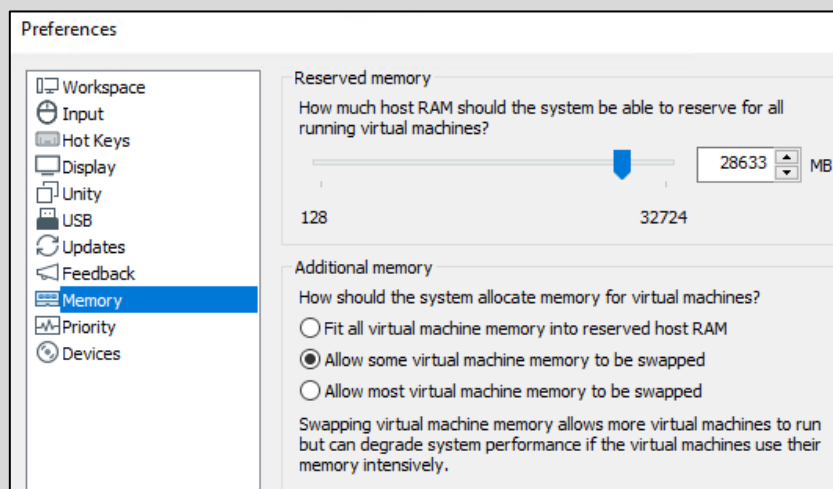 Preferences
Workspace
Input
Hot Keys
Display
Unity
USB
Updates
Feedback
Memory
Priority
Devices
Reserved memory
How much host RAM should the system be able to reserve for all
running virtual machines?
28633 MB
128 32724
Additional memory
How should the system allocate memory for virtual machines?
Fit all virtual machine memory into reserved host RAM
Allow some virtual machine memory to be swapped
Allow most virtual machine memory to be swapped
Swapping virtual machine memory allows more virtual machines to run
but can degrade system performance if the virtual machines use their
memory intensively.